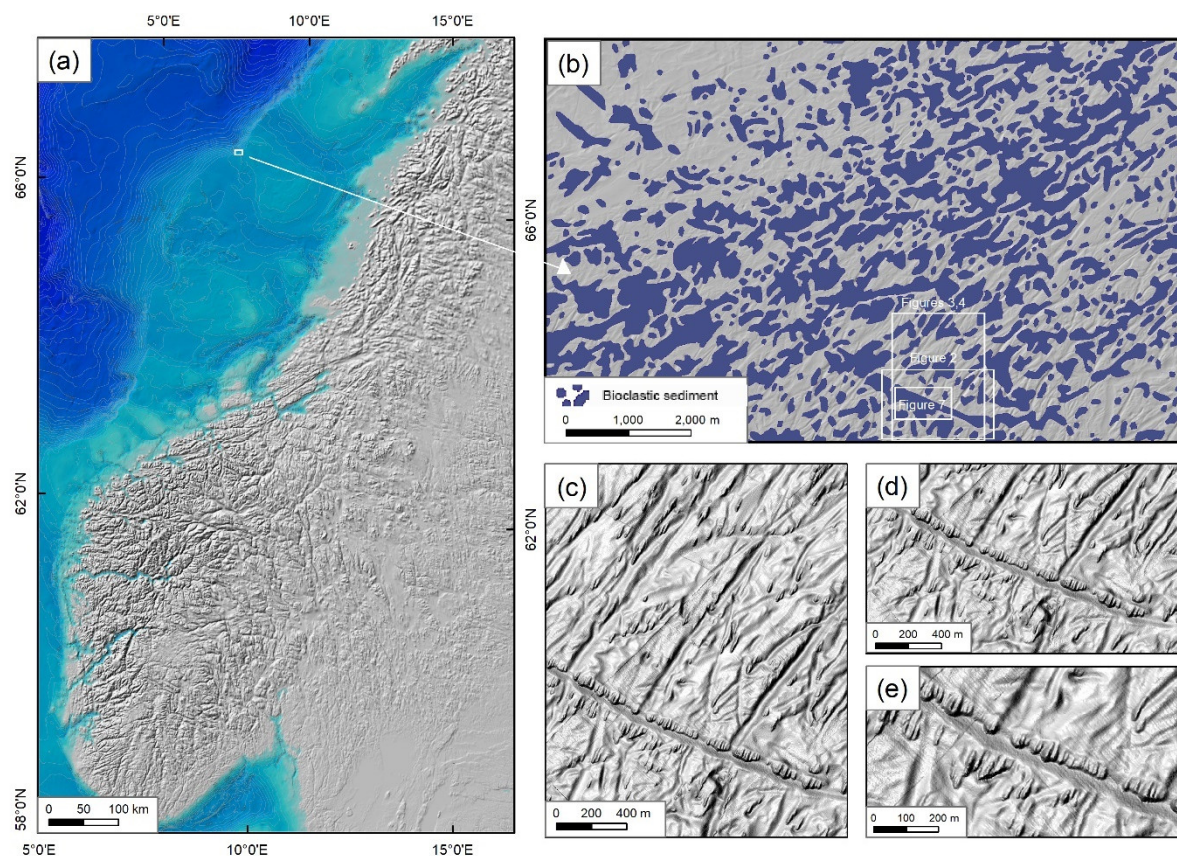 5°0'E 10°0'E 15°0'E
(a)
66°0'N
66°0'N
62°0'N
62°0'N
58°0'N
0 50 100 km
5°0'E 10°0'E 15°0'E
(b)
Figures 3,4
Figure 2
Figure 7
Bioclastic sediment
0 1,000 2,000 m
(c)
0 200 400 m
(d)
0 200 400 m
(e)
0 100 200 m